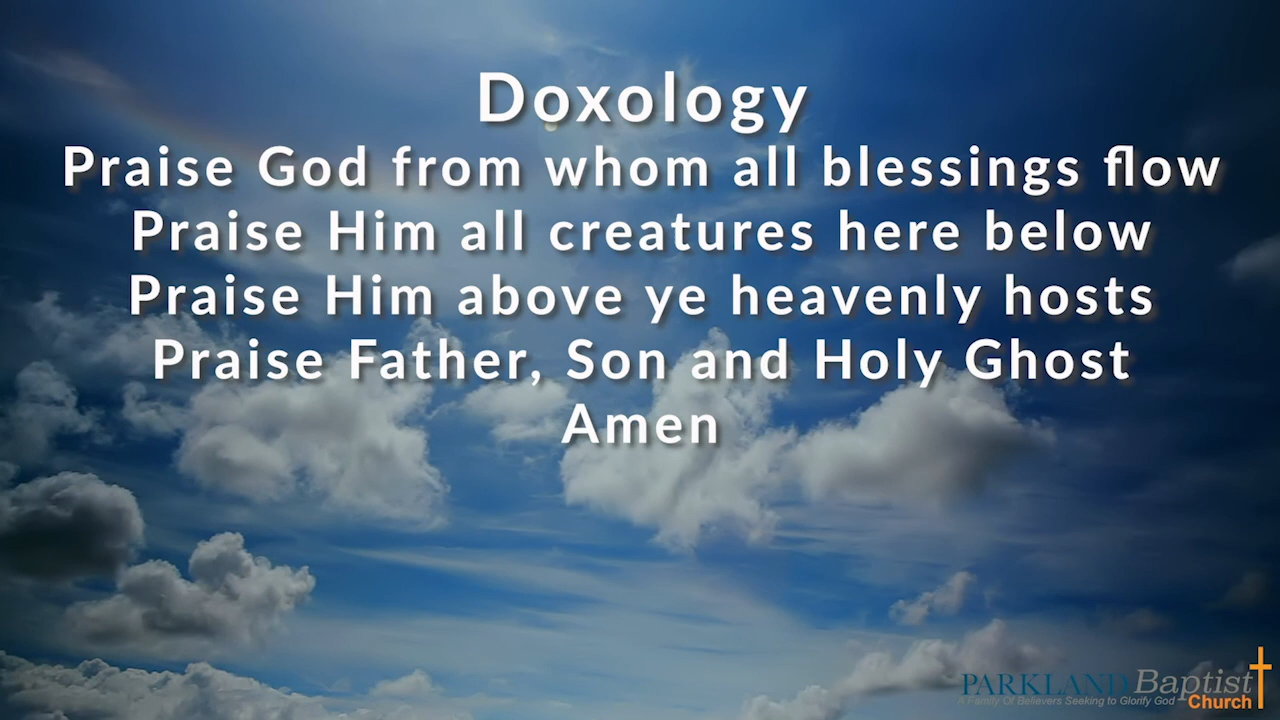 Doxology
Praise God from whom all blessings flow
Praise Him all creatures here below
Praise Him above ye heavenly hosts
Praise Father, Son and Holy Ghost
Amen
PARKLAND Baptist
A Family Of Believers Seeking to Glorify God
Church